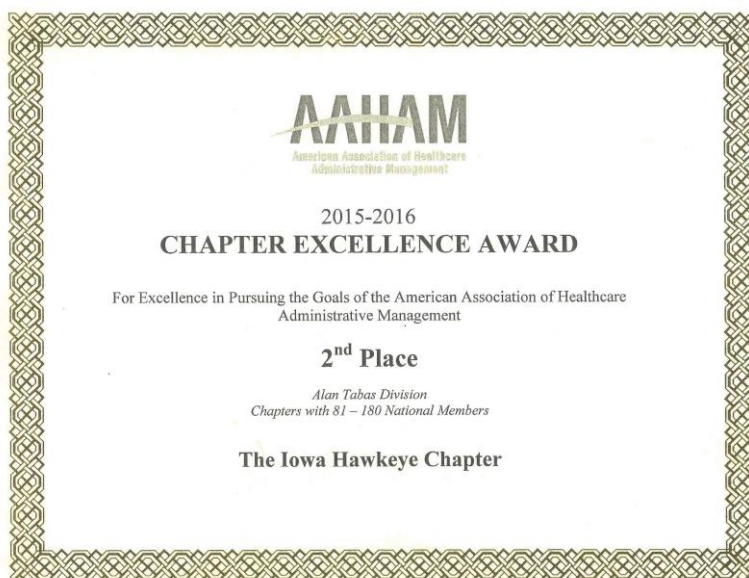 AAHAM
American Association of Healthcare
Administrative Management
2015-2016
CHAPTER EXCELLENCE AWARD
For Excellence in Pursuing the Goals of the American Association of Healthcare
Administrative Management
2nd Place
Alan Tabas Division
Chapters with 81 – 180 National Members
The Iowa Hawkeye Chapter